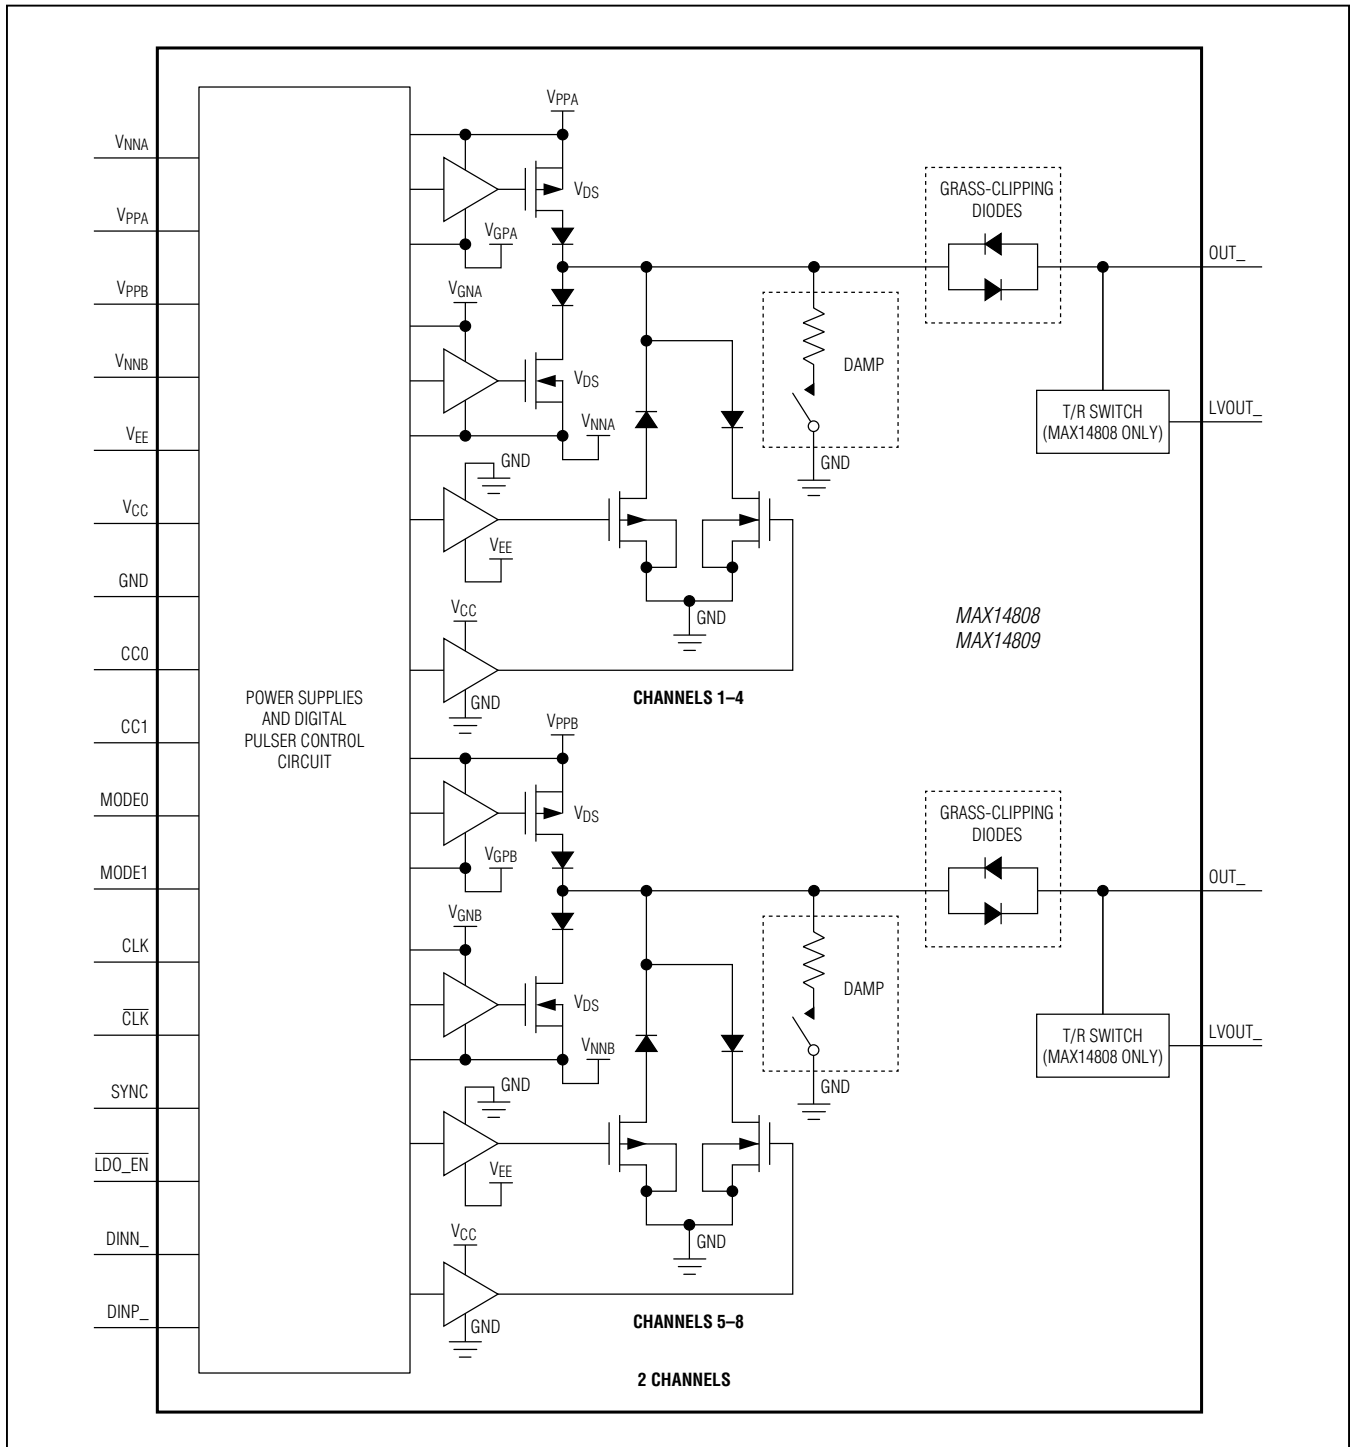 VNNA
VPPA
VPPB
VNNB
VEE
VCC
GND
CC0
CC1
MODE0
MODE1
CLK
C̅L̅K̅
SYNC
L̅D̅O̅_̅E̅N̅
DINN_
DINP_
POWER SUPPLIES
AND DIGITAL
PULSER CONTROL
CIRCUIT
VPPA
VDS
VGPA
VGNA
VDS
VNNA
GND
VEE
VCC
GND
GND
DAMP
GND
GRASS-CLIPPING
DIODES
OUT_
T/R SWITCH
(MAX14808 ONLY)
LVOUT_
MAX14808
MAX14809
CHANNELS 1–4
VPPB
VDS
VGPB
VGNB
VDS
VNNB
GND
VEE
VCC
GND
GND
DAMP
GND
GRASS-CLIPPING
DIODES
OUT_
T/R SWITCH
(MAX14808 ONLY)
LVOUT_
CHANNELS 5–8
2 CHANNELS